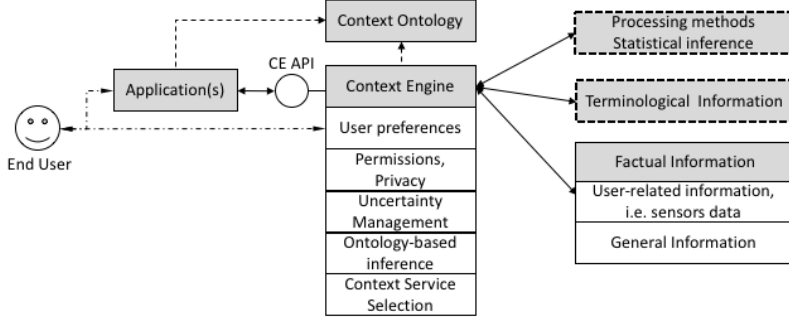 Context Ontology
Processing methods
Statistical inference
CE API
Application(s)
Context Engine
Terminological Information
End User
User preferences
Permissions,
Privacy
Uncertainty
Management
Ontology-based
inference
Context Service
Selection
Factual Information
User-related information,
i.e. sensors data
General Information